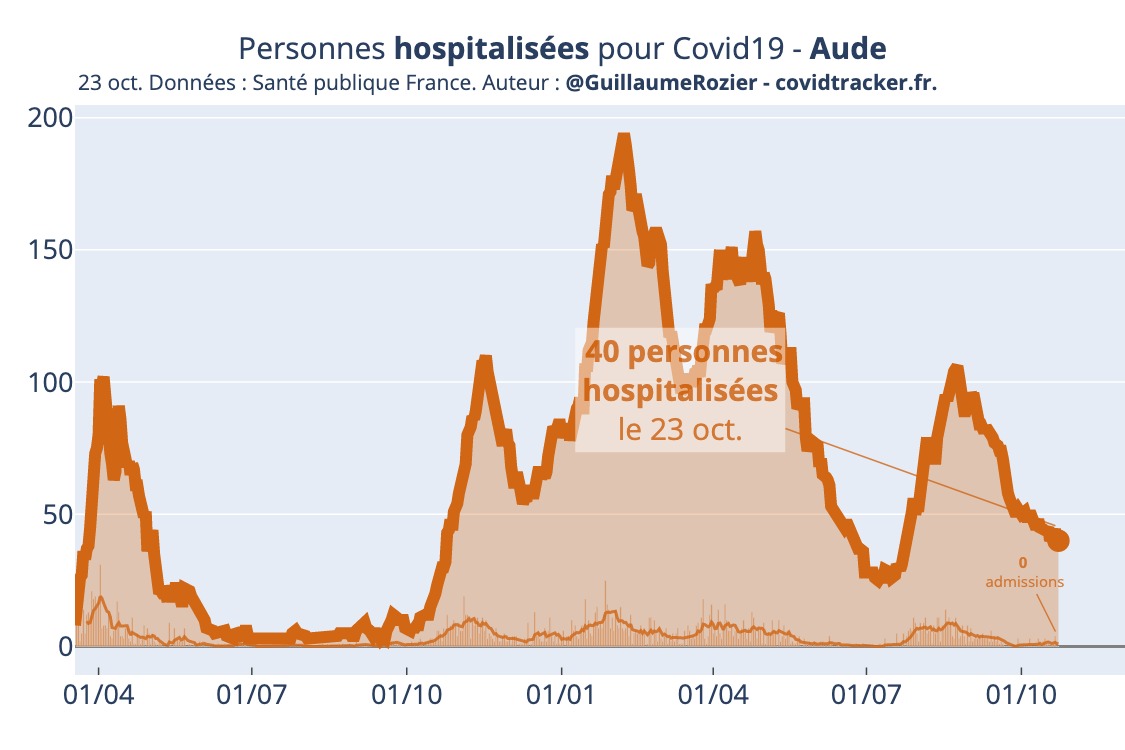 Personnes hospitalisées pour Covid19 - Aude
23 oct. Données : Santé publique France. Auteur : @GuillaumeRozier - covidtracker.fr.
200
150
100
50
0
40 personnes
hospitalisées
le 23 oct.
0
admissions
01/04 01/07 01/10 01/01 01/04 01/07 01/10